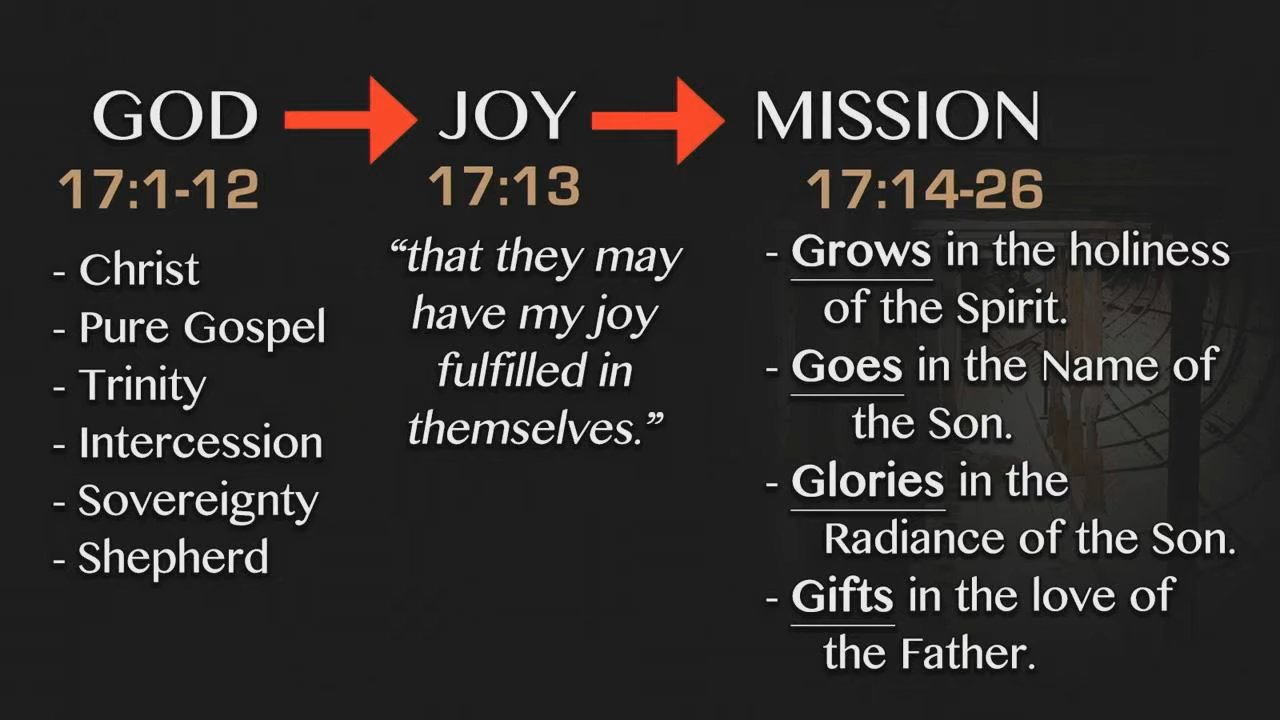 GOD
17:1-12
- Christ
- Pure Gospel
- Trinity
- Intercession
- Sovereignty
- Shepherd
JOY
17:13
“that they may
have my joy
fulfilled in
themselves.”
MISSION
17:14-26
- Grows in the holiness
of the Spirit.
- Goes in the Name of
the Son.
- Glories in the
Radiance of the Son.
- Gifts in the love of
the Father.